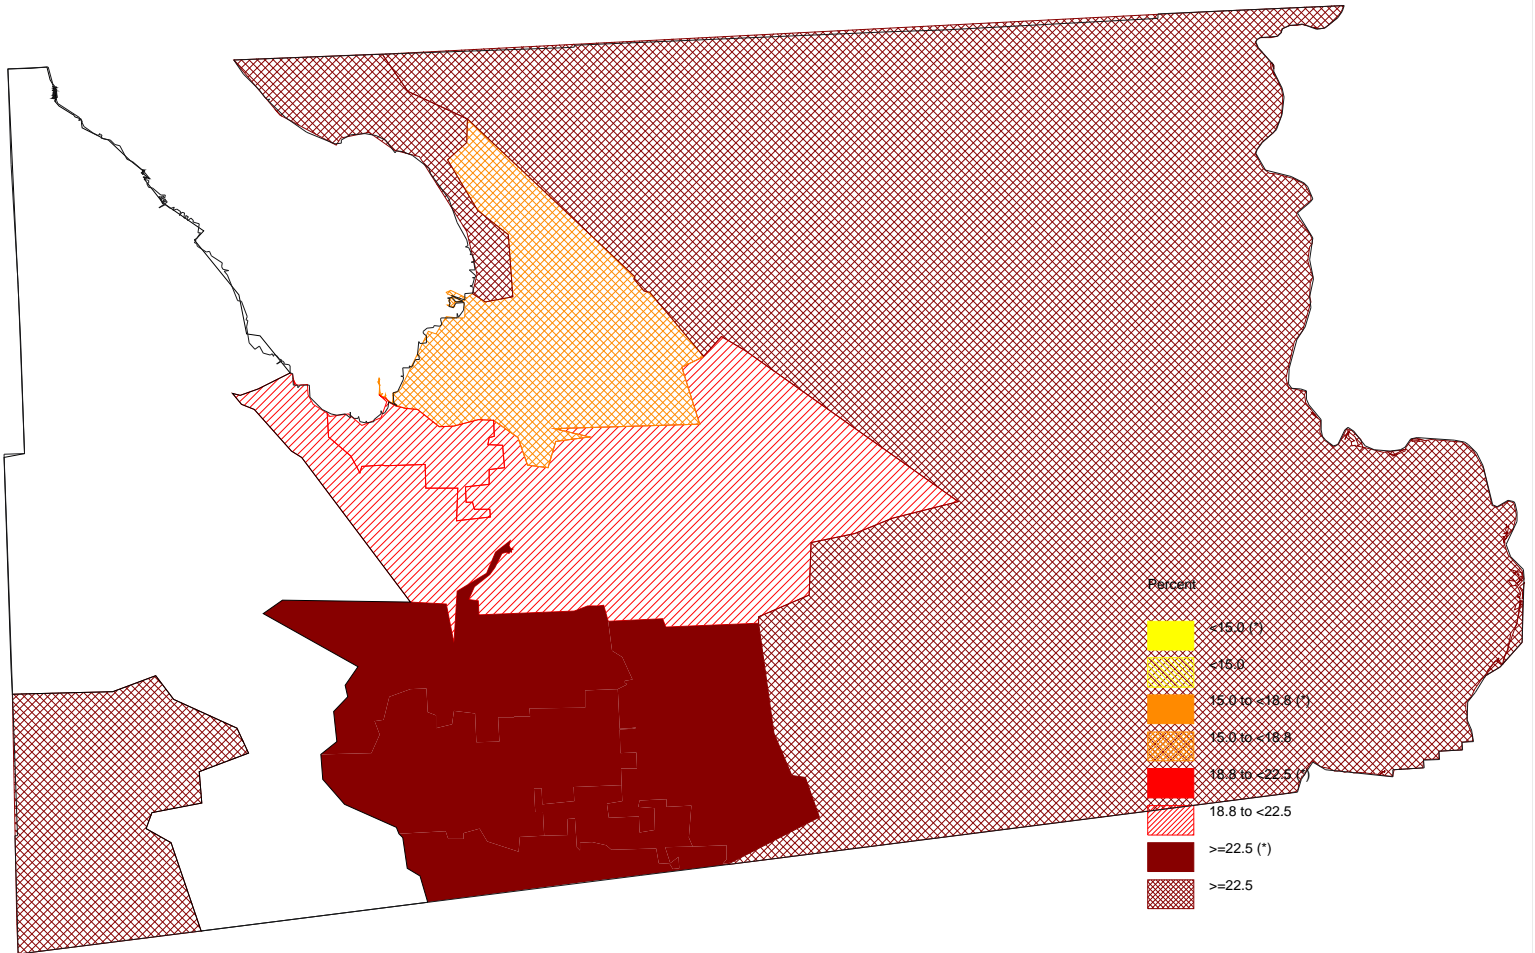 Percent
<15.0 (*)
<15.0
15.0 to <18.8 (*)
15.0 to <18.8
18.8 to <22.5 (*)
18.8 to <22.5
>=22.5 (*)
>=22.5